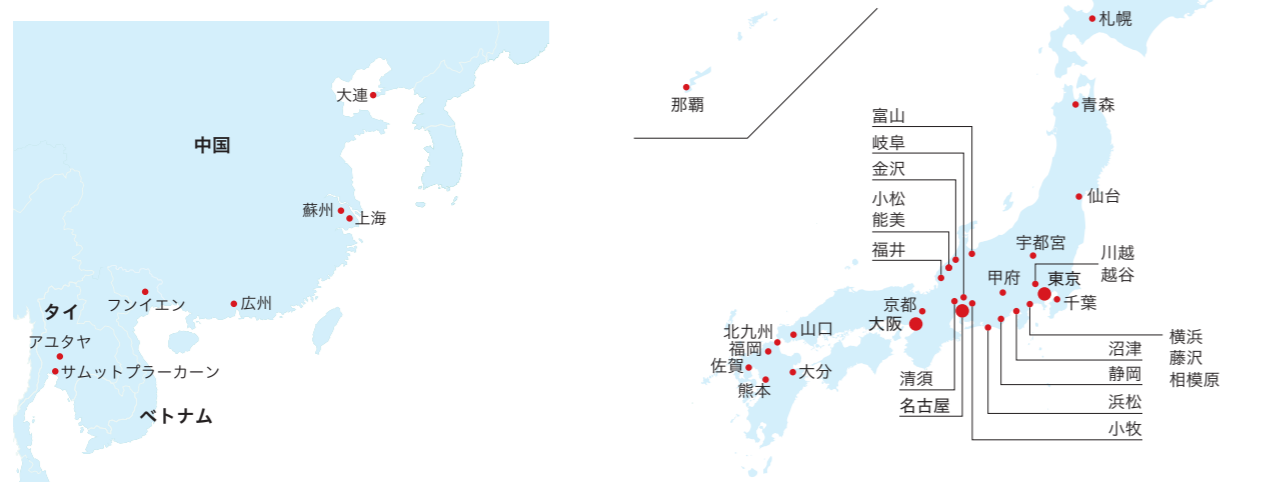 大連
中国
蘇州
上海
フンイエン
広州
タイ
アユタヤ
サムットプラーカーン
ベトナム
札幌
那覇
青森
富山
岐阜
金沢
小松
能美
福井
仙台
宇都宮
川越
越谷
甲府
東京
千葉
京都
大阪
北九州
山口
福岡
佐賀
大分
熊本
清須
名古屋
横浜
藤沢
相模原
沼津
静岡
浜松
小牧